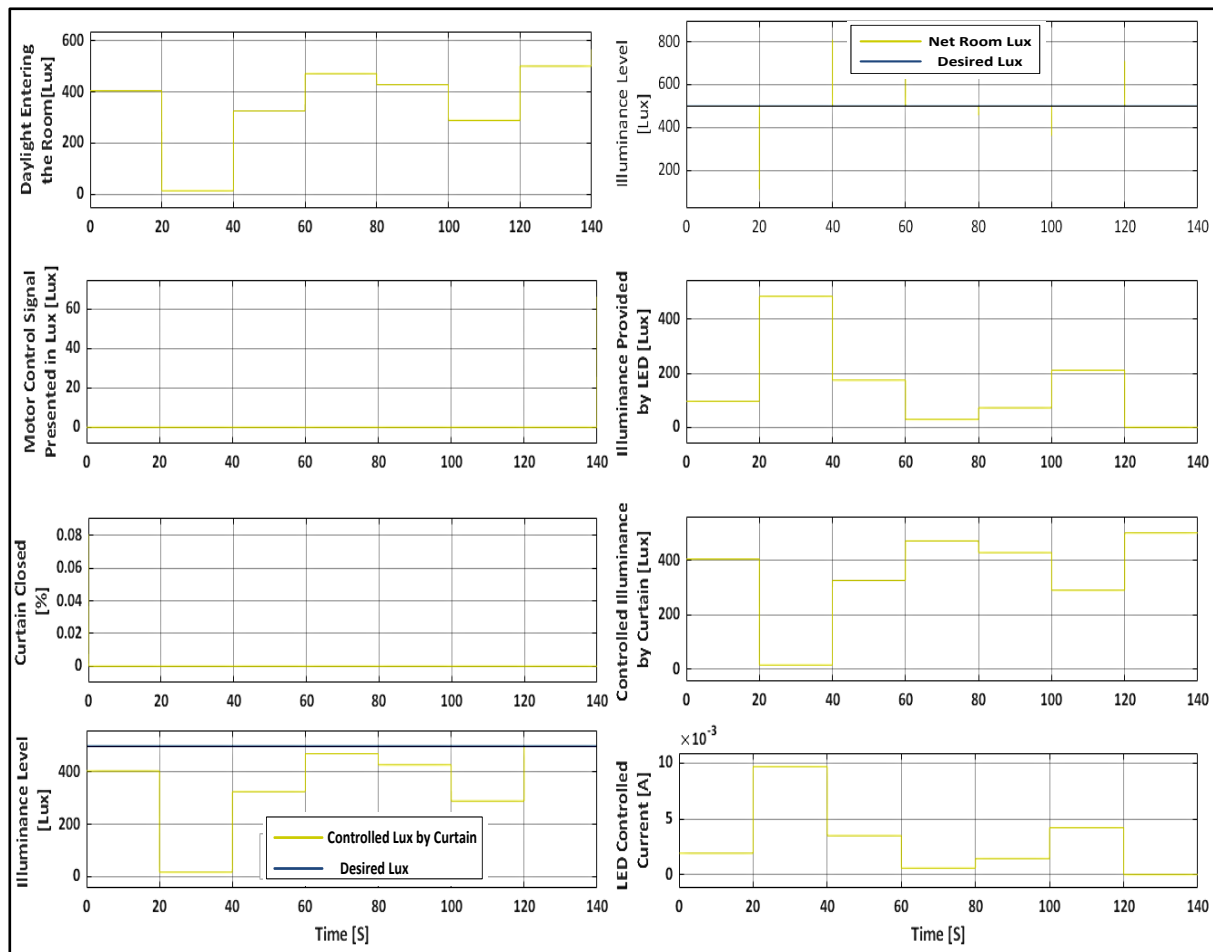 Daylight Entering
the Room[Lux]
600
400
200
0
0 20 40 60 80 100 120 140
Illuminance Level
[Lux]
800
600
400
200
Net Room Lux
Desired Lux
0 20 40 60 80 100 120 140
Motor Control Signal
Presented in Lux [Lux]
60
40
20
0
0 20 40 60 80 100 120 140
Illuminance Provided
by LED [Lux]
400
200
0
0 20 40 60 80 100 120 140
Curtain Closed
[%]
0.08
0.06
0.04
0.02
0
0 20 40 60 80 100 120 140
Controlled Illuminance
by Curtain [Lux]
400
200
0
0 20 40 60 80 100 120 140
Illuminance Level
[Lux]
400
200
0
Controlled Lux by Curtain
Desired Lux
0 20 40 60 80 100 120 140
Time [S]
LED Controlled
Current [A]
×10⁻³
10
5
0
0 20 40 60 80 100 120 140
Time [S]